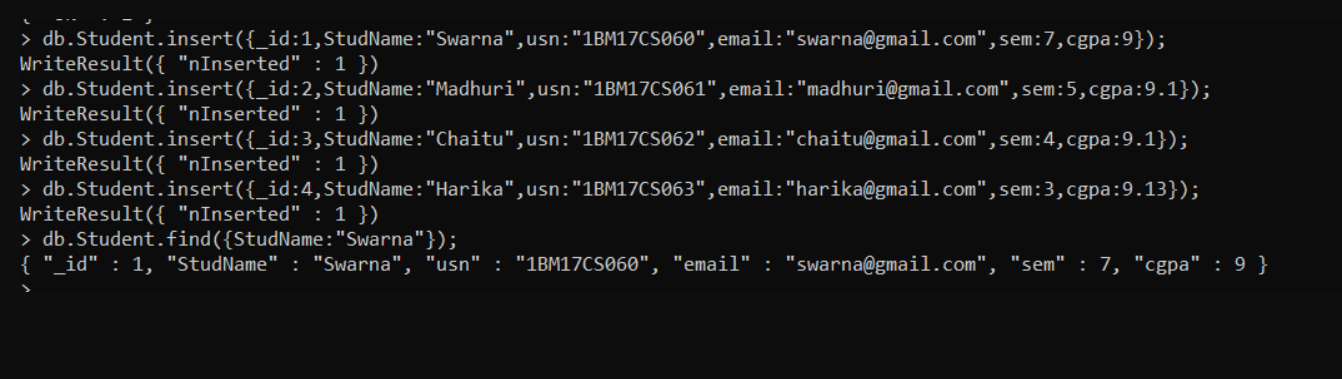 > db.Student.insert({_id:1,StudName:"Swarna",usn:"1BM17CS060",email:"swarna@gmail.com",sem:7,cgpa:9});
WriteResult({ "nInserted" : 1 })
> db.Student.insert({_id:2,StudName:"Madhuri",usn:"1BM17CS061",email:"madhuri@gmail.com",sem:5,cgpa:9.1});
WriteResult({ "nInserted" : 1 })
> db.Student.insert({_id:3,StudName:"Chaitu",usn:"1BM17CS062",email:"chaitu@gmail.com",sem:4,cgpa:9.1});
WriteResult({ "nInserted" : 1 })
> db.Student.insert({_id:4,StudName:"Harika",usn:"1BM17CS063",email:"harika@gmail.com",sem:3,cgpa:9.13});
WriteResult({ "nInserted" : 1 })
> db.Student.find({StudName:"Swarna"});
{ "_id" : 1, "StudName" : "Swarna", "usn" : "1BM17CS060", "email" : "swarna@gmail.com", "sem" : 7, "cgpa" : 9 }
>